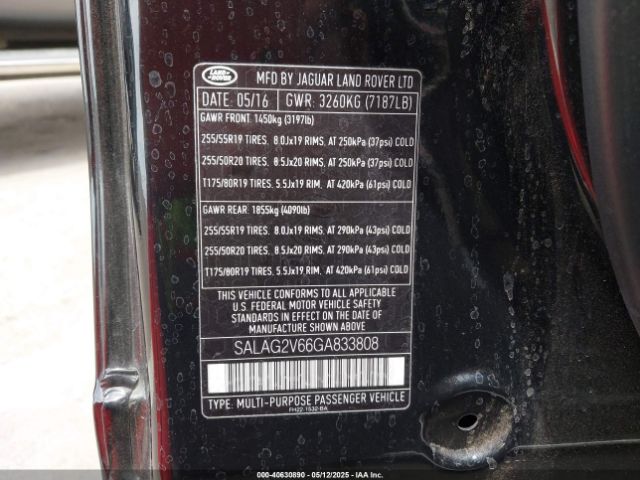 LAND ROVER
MFD BY JAGUAR LAND ROVER LTD
DATE: 05/16 GWR: 3260KG (7187LB)
GAWR FRONT: 1450kg (3197lb)
255/55R19 TIRES. 8.0Jx19 RIMS, AT 250kPa (37psi) COLD
255/50R20 TIRES. 8.5Jx20 RIMS, AT 250kPa (37psi) COLD
T175/80R19 TIRES. 5.5Jx19 RIM, AT 420kPa (61psi) COLD
GAWR REAR: 1855kg (4090lb)
255/55R19 TIRES. 8.0Jx19 RIMS, AT 290kPa (43psi) COLD
255/50R20 TIRES. 8.5Jx20 RIMS, AT 290kPa (43psi) COLD
T175/80R19 TIRES. 5.5Jx19 RIM, AT 420kPa (61psi) COLD
THIS VEHICLE CONFORMS TO ALL APPLICABLE
U.S. FEDERAL MOTOR VEHICLE SAFETY
STANDARDS IN EFFECT ON THE DATE OF
MANUFACTURE SHOWN ABOVE.
SALAG2V66GA833808
TYPE: MULTI-PURPOSE PASSENGER VEHICLE
FH22-1532-BA
000-40630890 - 05/12/2025 - IAAI, Inc.